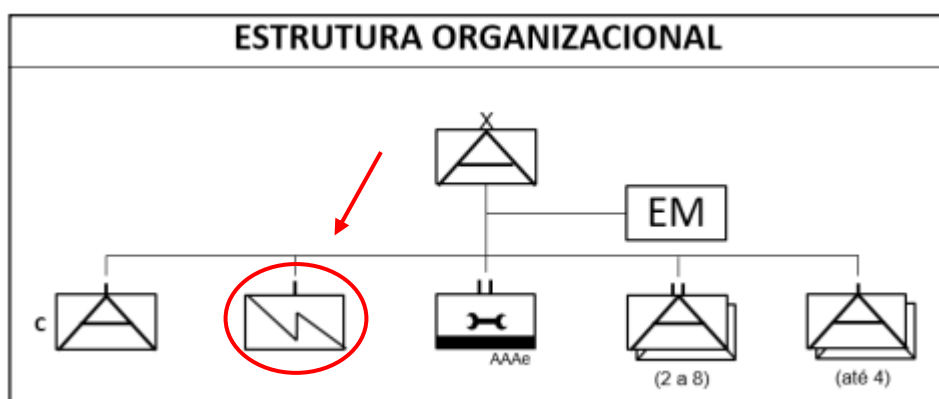 ESTRUTURA ORGANIZACIONAL
X
EM
c
AAAe
(2 a 8)
(até 4)